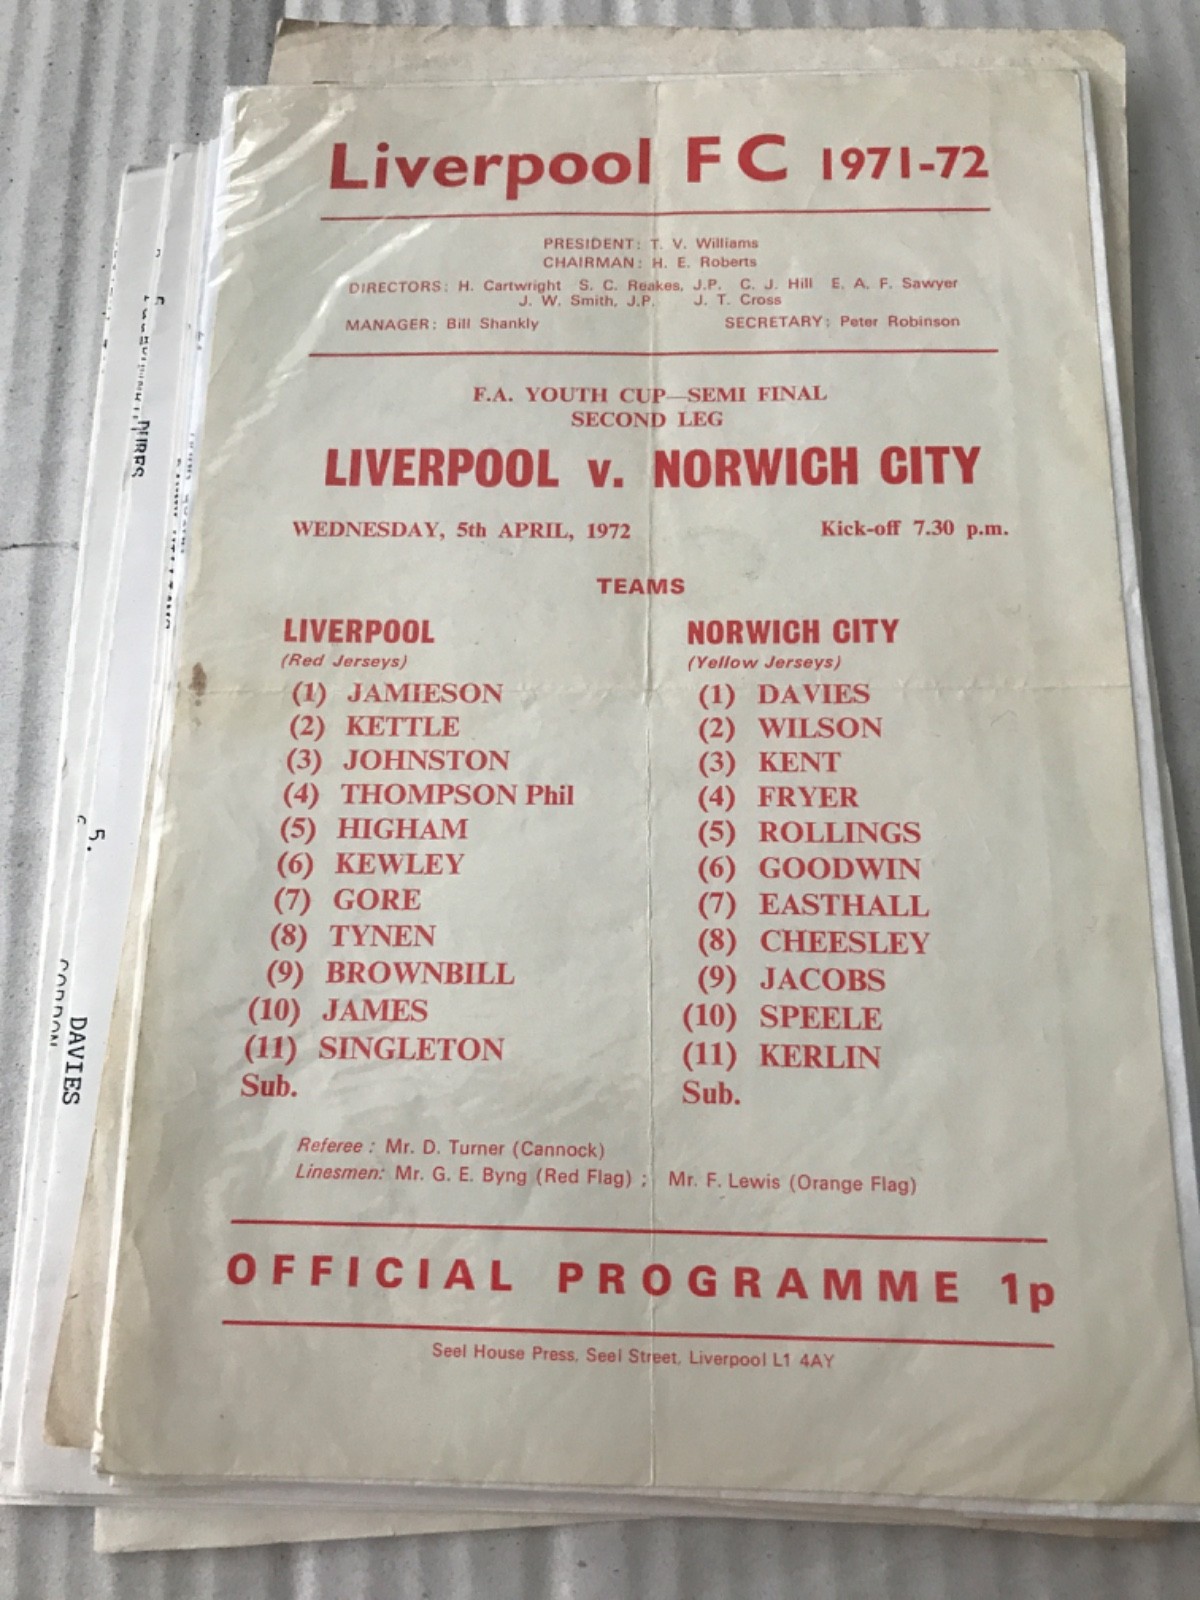 Liverpool FC 1971-72
PRESIDENT: T. V. Williams
CHAIRMAN: H. E. Roberts
DIRECTORS: H. Cartwright S. C. Reakes, J.P. C. J. Hill E. A. F. Sawyer
J. W. Smith, J.P. J. T. Cross
MANAGER: Bill Shankly SECRETARY: Peter Robinson
F.A. YOUTH CUP—SEMI FINAL
SECOND LEG
LIVERPOOL v. NORWICH CITY
WEDNESDAY, 5th APRIL, 1972 Kick-off 7.30 p.m.
TEAMS
LIVERPOOL
(Red Jerseys)
(1) JAMIESON
(2) KETTLE
(3) JOHNSTON
(4) THOMPSON Phil
(5) HIGHAM
(6) KEWLEY
(7) GORE
(8) TYNEN
(9) BROWNBILL
(10) JAMES
(11) SINGLETON
Sub.
NORWICH CITY
(Yellow Jerseys)
(1) DAVIES
(2) WILSON
(3) KENT
(4) FRYER
(5) ROLLINGS
(6) GOODWIN
(7) EASTHALL
(8) CHEESLEY
(9) JACOBS
(10) SPEELE
(11) KERLIN
Sub.
Referee : Mr. D. Turner (Cannock)
Linesmen: Mr. G. E. Byng (Red Flag) ; Mr. F. Lewis (Orange Flag)
OFFICIAL PROGRAMME 1p
Seel House Press, Seel Street, Liverpool L1 4AY
5.
DAVIES